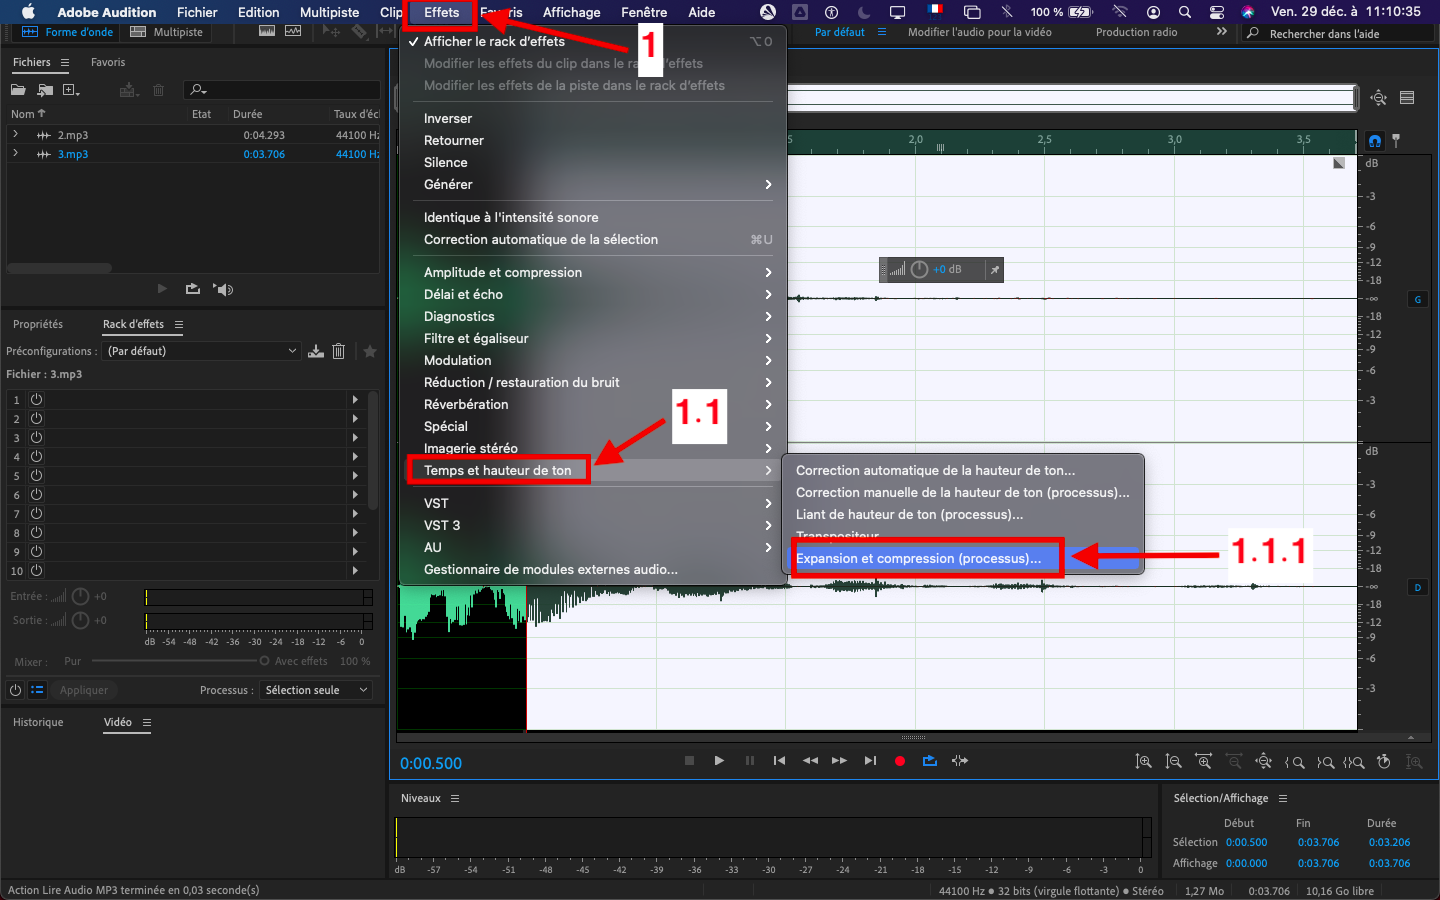 Adobe Audition Fichier Edition Multipiste Clip Effets Favoris Affichage Fenêtre Aide 100 % Ven. 29 déc. à 11:10:35
Forme d'onde Multipiste Par défaut Modifier l'audio pour la vidéo Production radio Rechercher dans l'aide
1
Fichiers Favoris
Nom Etat Durée Taux d'éc
2.mp3 0:04.293 44100 Hz
3.mp3 0:03.706 44100 Hz
Afficher le rack d'effets ⌥0
Modifier les effets du clip dans le d'effets
Modifier les effets de la piste dans le rack d'effets
Inverser
Retourner
Silence
Générer
Identique à l'intensité sonore
Correction automatique de la sélection ⌘U
Amplitude et compression
Délai et écho
Diagnostics
Filtre et égaliseur
Modulation
Réduction / restauration du bruit
Réverbération
Spécial
Imagerie stéréo
Temps et hauteur de ton
VST
VST 3
AU
Gestionnaire de modules externes audio...
1.1
Correction automatique de la hauteur de ton...
Correction manuelle de la hauteur de ton (processus)...
Liant de hauteur de ton (processus)...
Transpositeur
Expansion et compression (processus)...
1.1.1
5 2,0 2,5 3,0 3,5
+0 dB
dB
-3
-6
-9
-12
-18
-∞
-18
-12
-9
-6
-3
G
dB
-3
-6
-9
-12
-∞
-18
-12
-9
-6
-3
D
Propriétés Rack d'effets
Préconfigurations : (Par défaut)
Fichier : 3.mp3
1
2
3
4
5
6
7
8
9
10
Entrée : +0
Sortie : +0
dB -54 -48 -42 -36 -30 -24 -18 -12 -6 0
Mixer : Pur Avec effets 100 %
Appliquer Processus : Sélection seule
Historique Vidéo
0:00.500
Niveaux
dB -57 -54 -51 -48 -45 -42 -39 -36 -33 -30 -27 -24 -21 -18 -15 -12 -9 -6 -3 0
Sélection/Affichage
Début Fin Durée
Sélection 0:00.500 0:03.706 0:03.206
Affichage 0:00.000 0:03.706 0:03.706
Action Lire Audio MP3 terminée en 0,03 seconde(s) 44100 Hz ● 32 bits (virgule flottante) ● Stéréo 1,27 Mo 0:03.706 10,16 Go libre